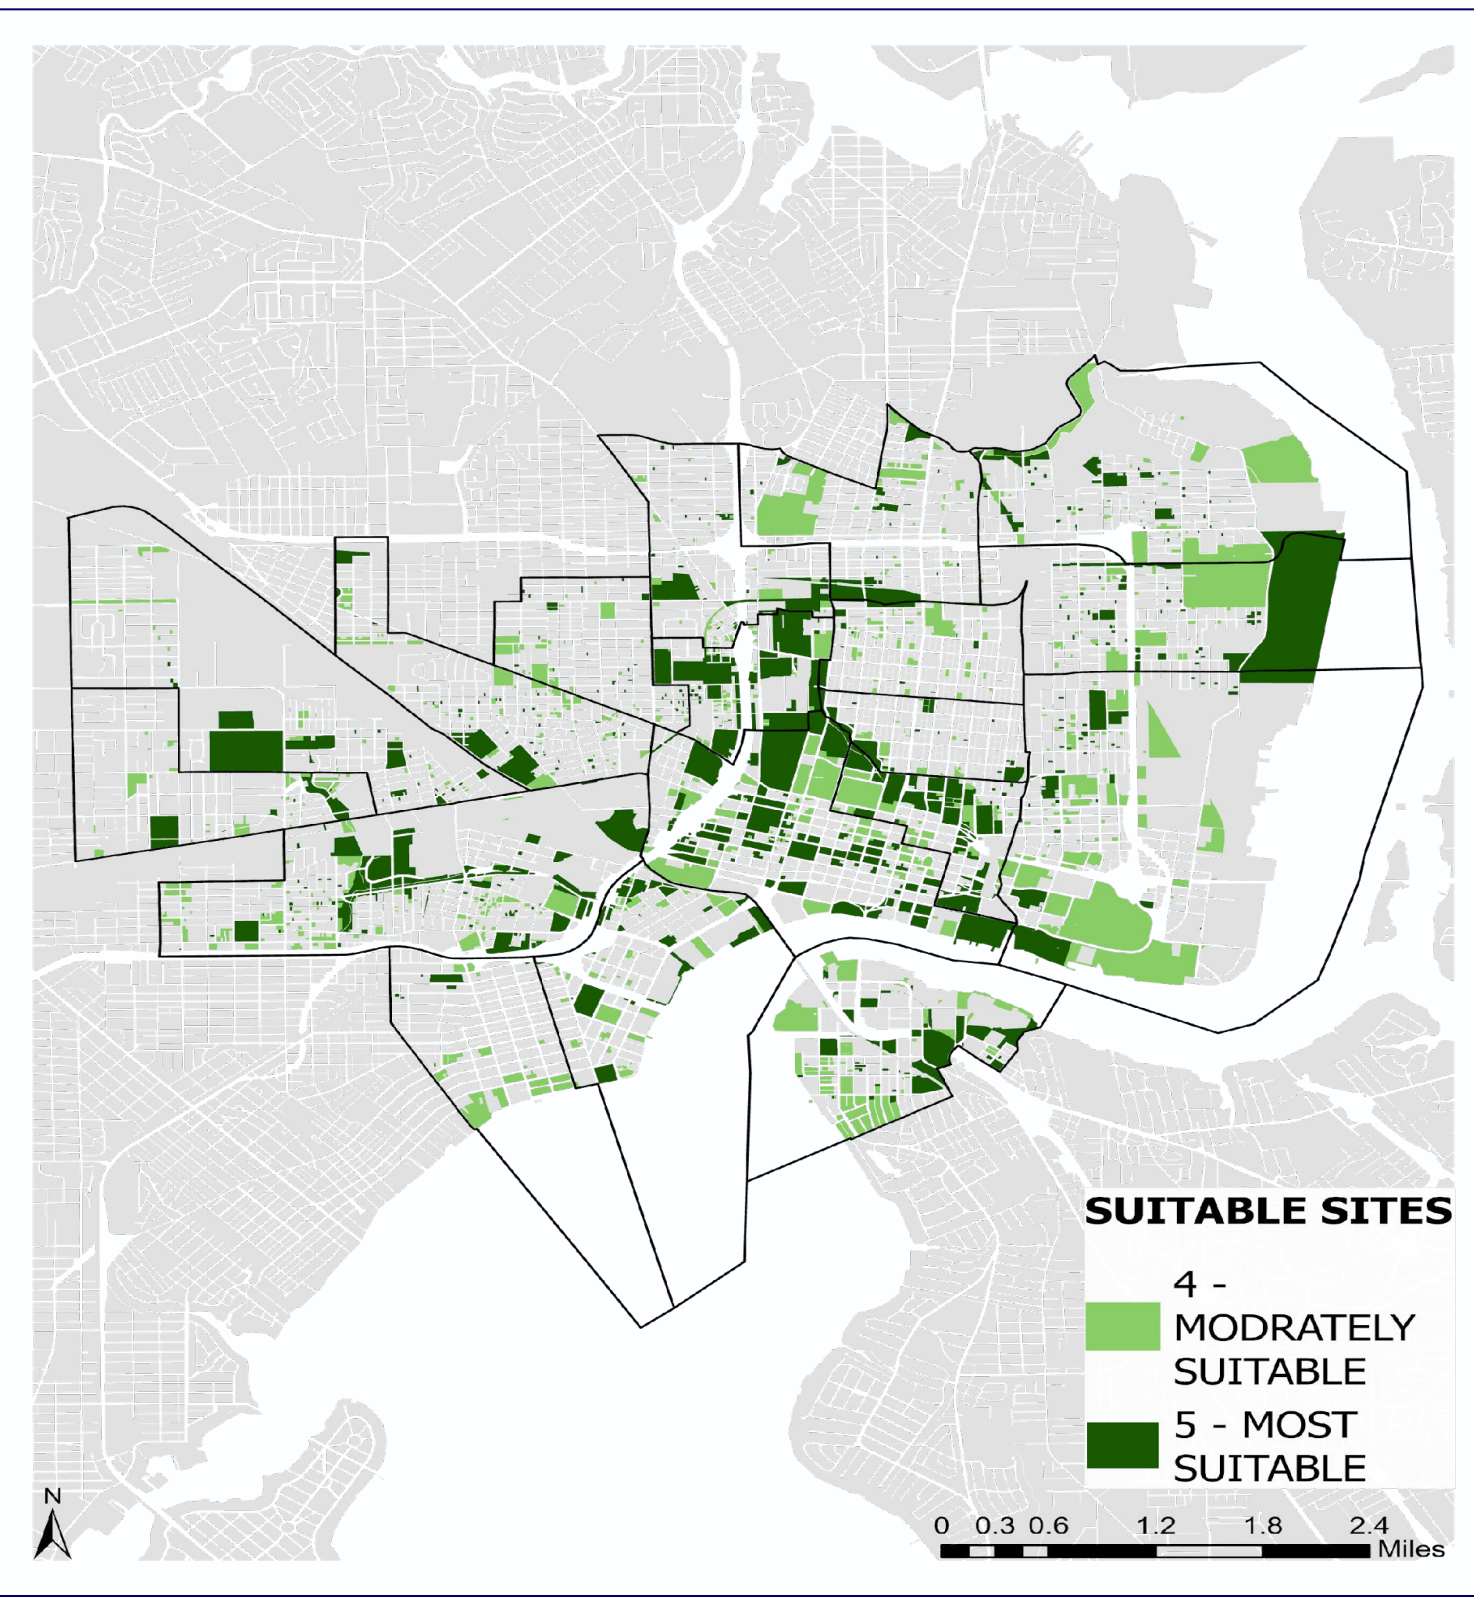 SUITABLE SITES
4 -
MODRATELY
SUITABLE
5 - MOST
SUITABLE
N
0 0.3 0.6 1.2 1.8 2.4
Miles